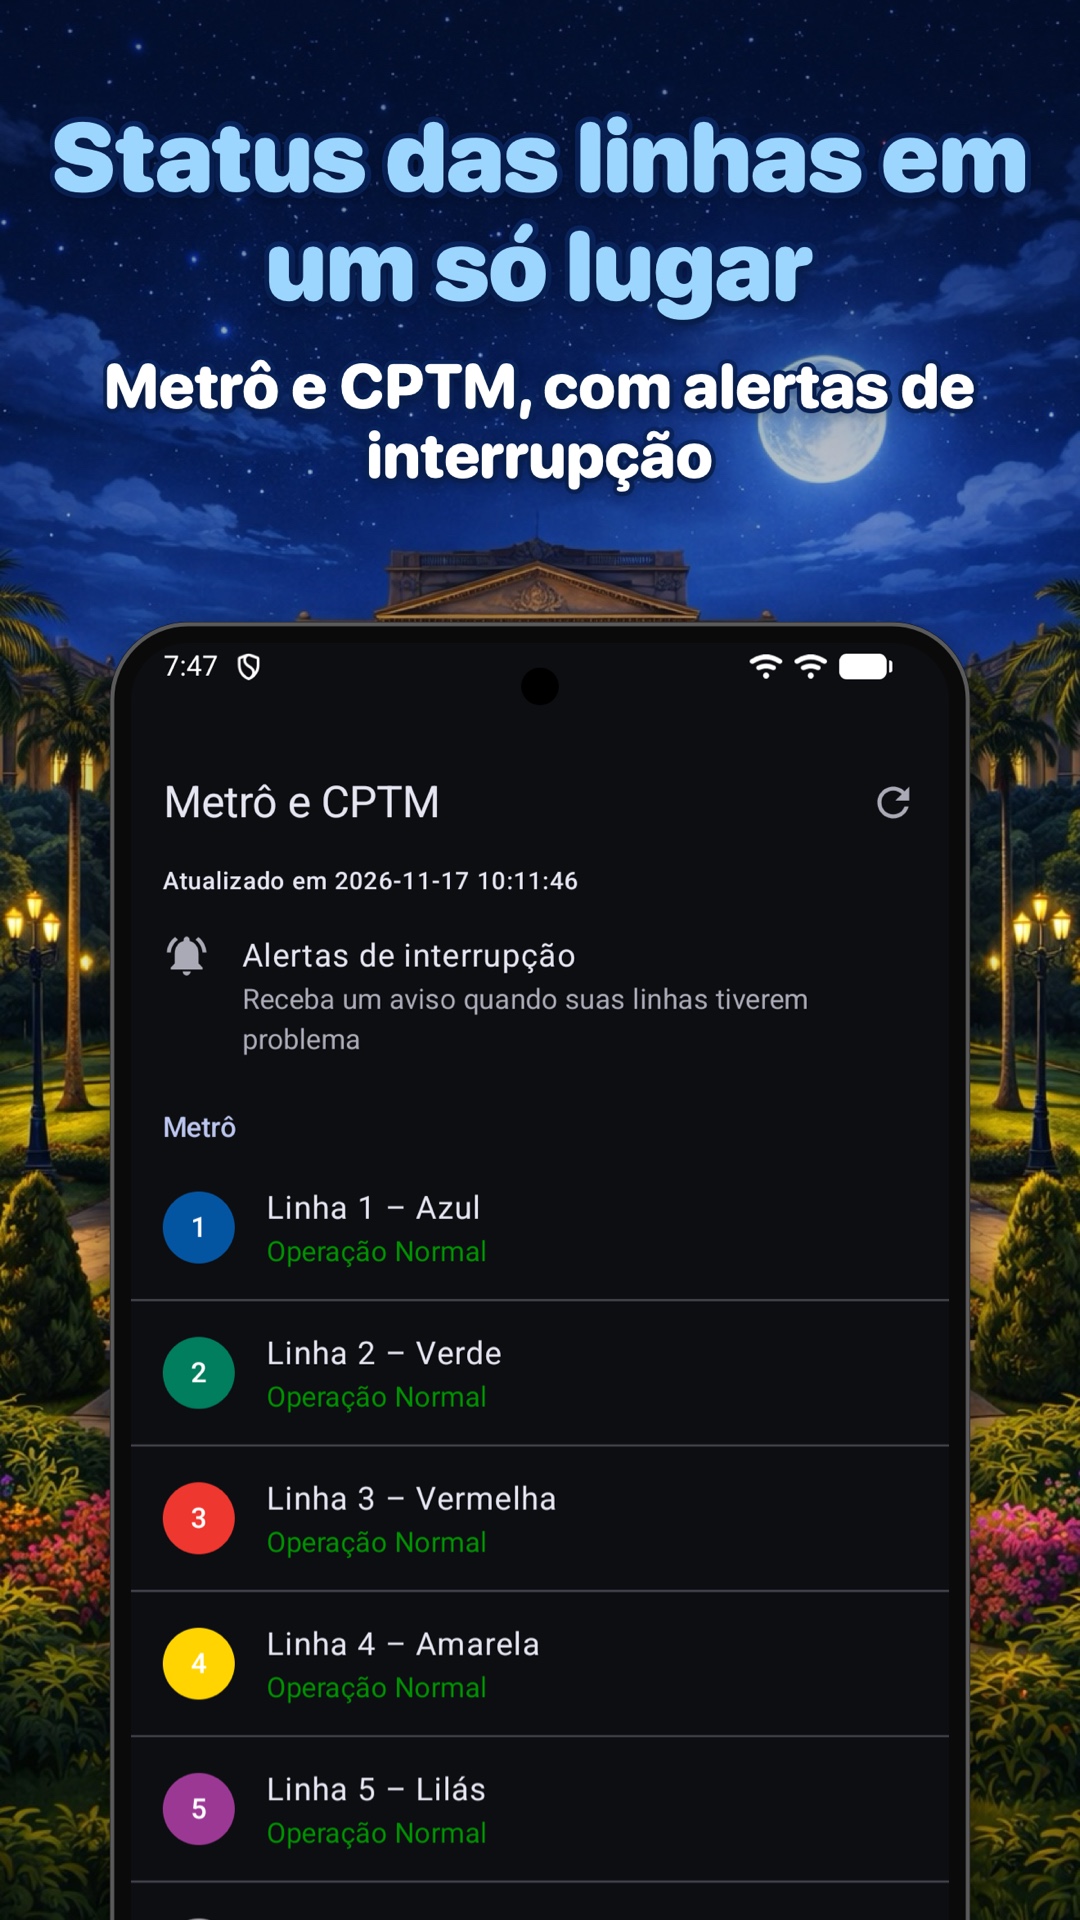 Status das linhas em
um só lugar
Metrô e CPTM, com alertas de
interrupção
7:47
Metrô e CPTM
Atualizado em 2026-11-17 10:11:46
Alertas de interrupção
Receba um aviso quando suas linhas tiverem
problema
Metrô
1
Linha 1 – Azul
Operação Normal
2
Linha 2 – Verde
Operação Normal
3
Linha 3 – Vermelha
Operação Normal
4
Linha 4 – Amarela
Operação Normal
5
Linha 5 – Lilás
Operação Normal